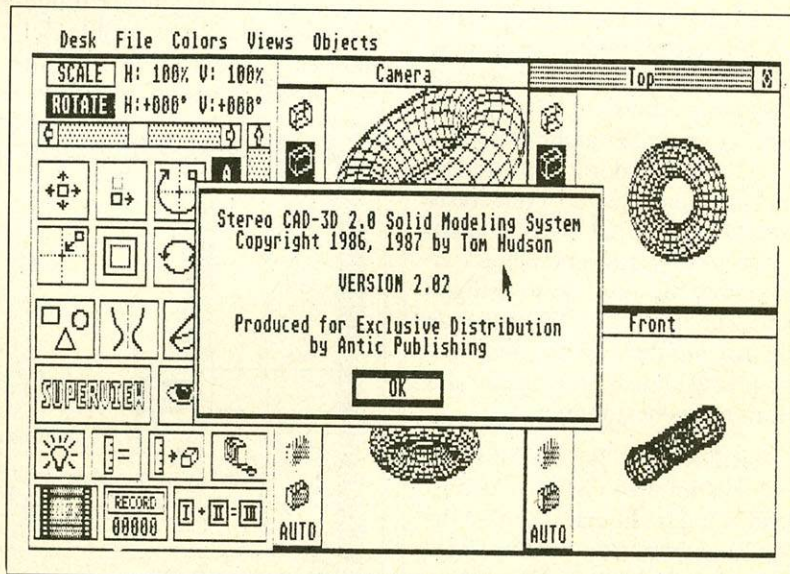 Desk File Colors Views Objects
SCALE H: 100% V: 100%
ROTATE H:+000° V:+000°
Camera
Top
A
Stereo CAD-3D 2.0 Solid Modeling System
Copyright 1986, 1987 by Tom Hudson
VERSION 2.02
Produced for Exclusive Distribution
by Antic Publishing
OK
Front
SUPERVIEW
RECORD
00000
I + II = III
AUTO
AUTO